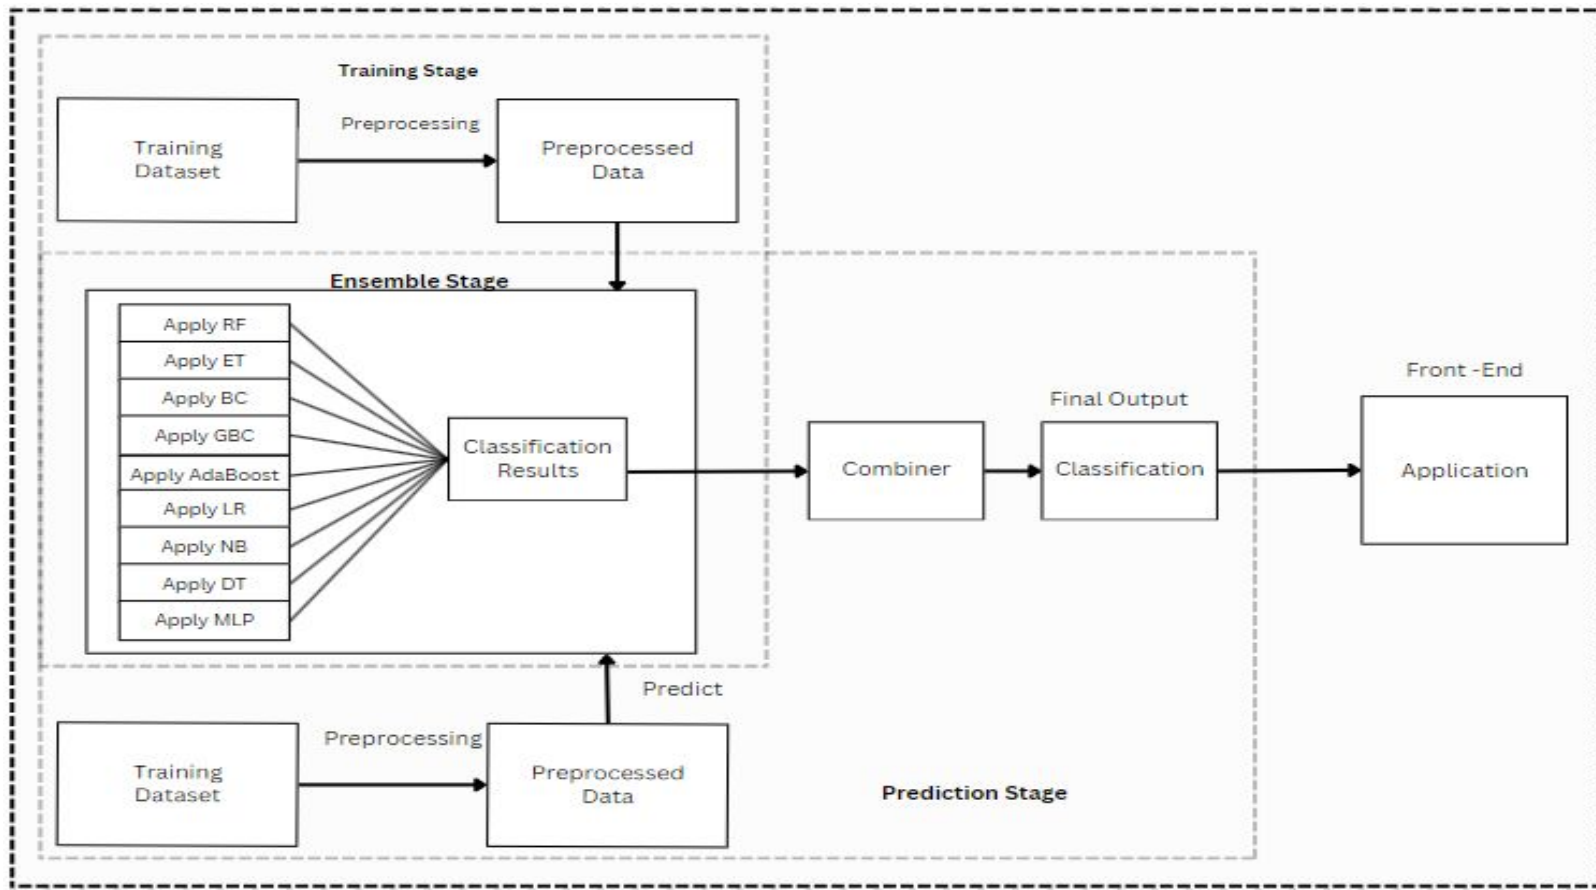 Training Stage
Training
Dataset
Preprocessing
Preprocessed
Data
Ensemble Stage
Apply RF
Apply ET
Apply BC
Apply GBC
Apply AdaBoost
Apply LR
Apply NB
Apply DT
Apply MLP
Classification
Results
Combiner
Final Output
Classification
Front -End
Application
Predict
Training
Dataset
Preprocessing
Preprocessed
Data
Prediction Stage